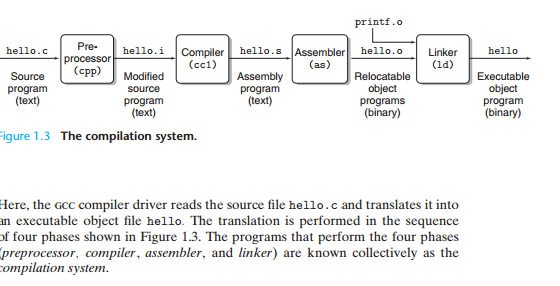 printf.o
hello.c
Pre-
processor
(cpp)
hello.i
Compiler
(cc1)
hello.s
Assembler
(as)
hello.o
Linker
(ld)
hello
Source
program
(text)
Modified
source
program
(text)
Assembly
program
(text)
Relocatable
object
programs
(binary)
Executable
object
program
(binary)
Figure 1.3 The compilation system.
Here, the GCC compiler driver reads the source file hello.c and translates it into
an executable object file hello. The translation is performed in the sequence
of four phases shown in Figure 1.3. The programs that perform the four phases
(preprocessor, compiler, assembler, and linker) are known collectively as the
compilation system.